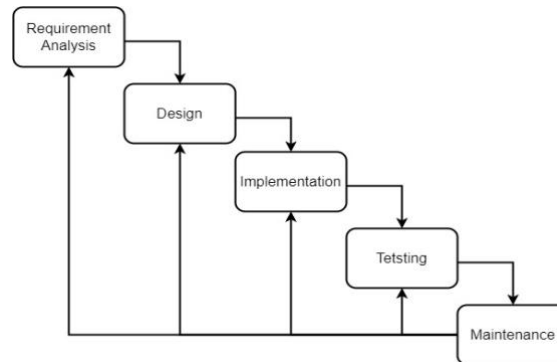 Requirement
Analysis
Design
Implementation
Tetsting
Maintenance